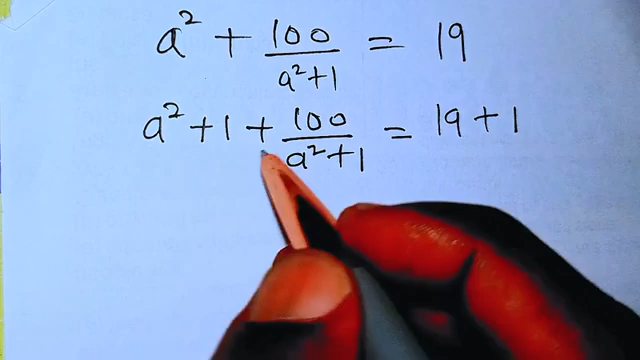 a² + 100/(a²+1) = 19
a² + 1 + 100/(a²+1) = 19 + 1